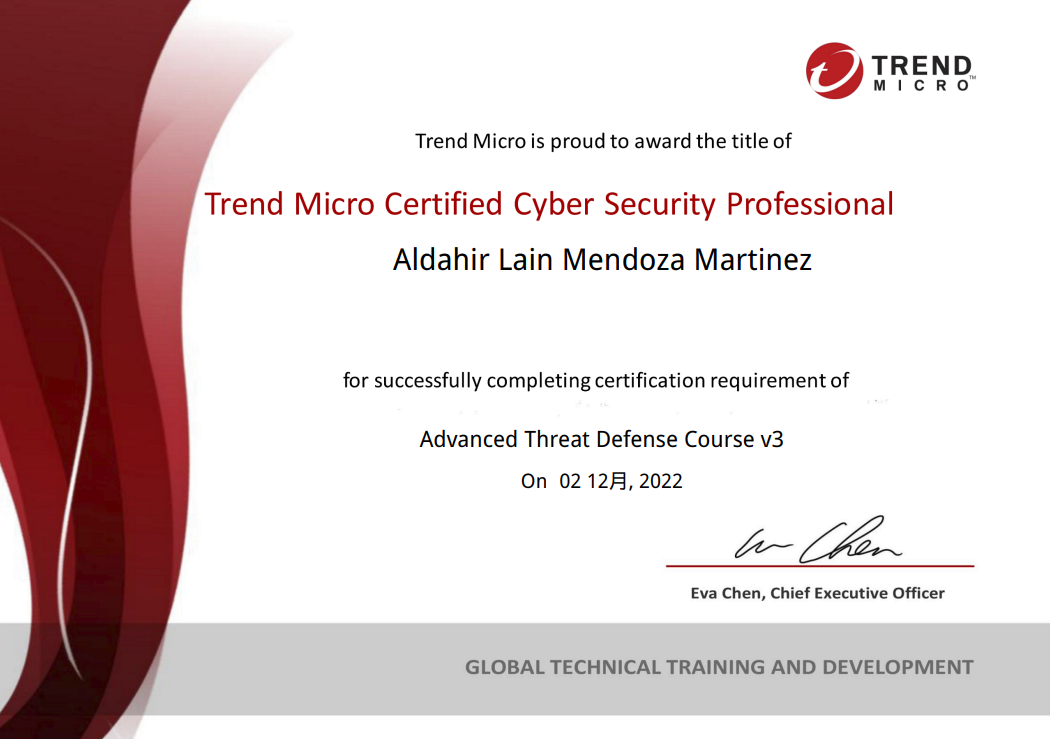 TREND
MICRO™
Trend Micro is proud to award the title of
Trend Micro Certified Cyber Security Professional
Aldahir Lain Mendoza Martinez
for successfully completing certification requirement of
Advanced Threat Defense Course v3
On 02 12月, 2022
Eva Chen
Eva Chen, Chief Executive Officer
GLOBAL TECHNICAL TRAINING AND DEVELOPMENT